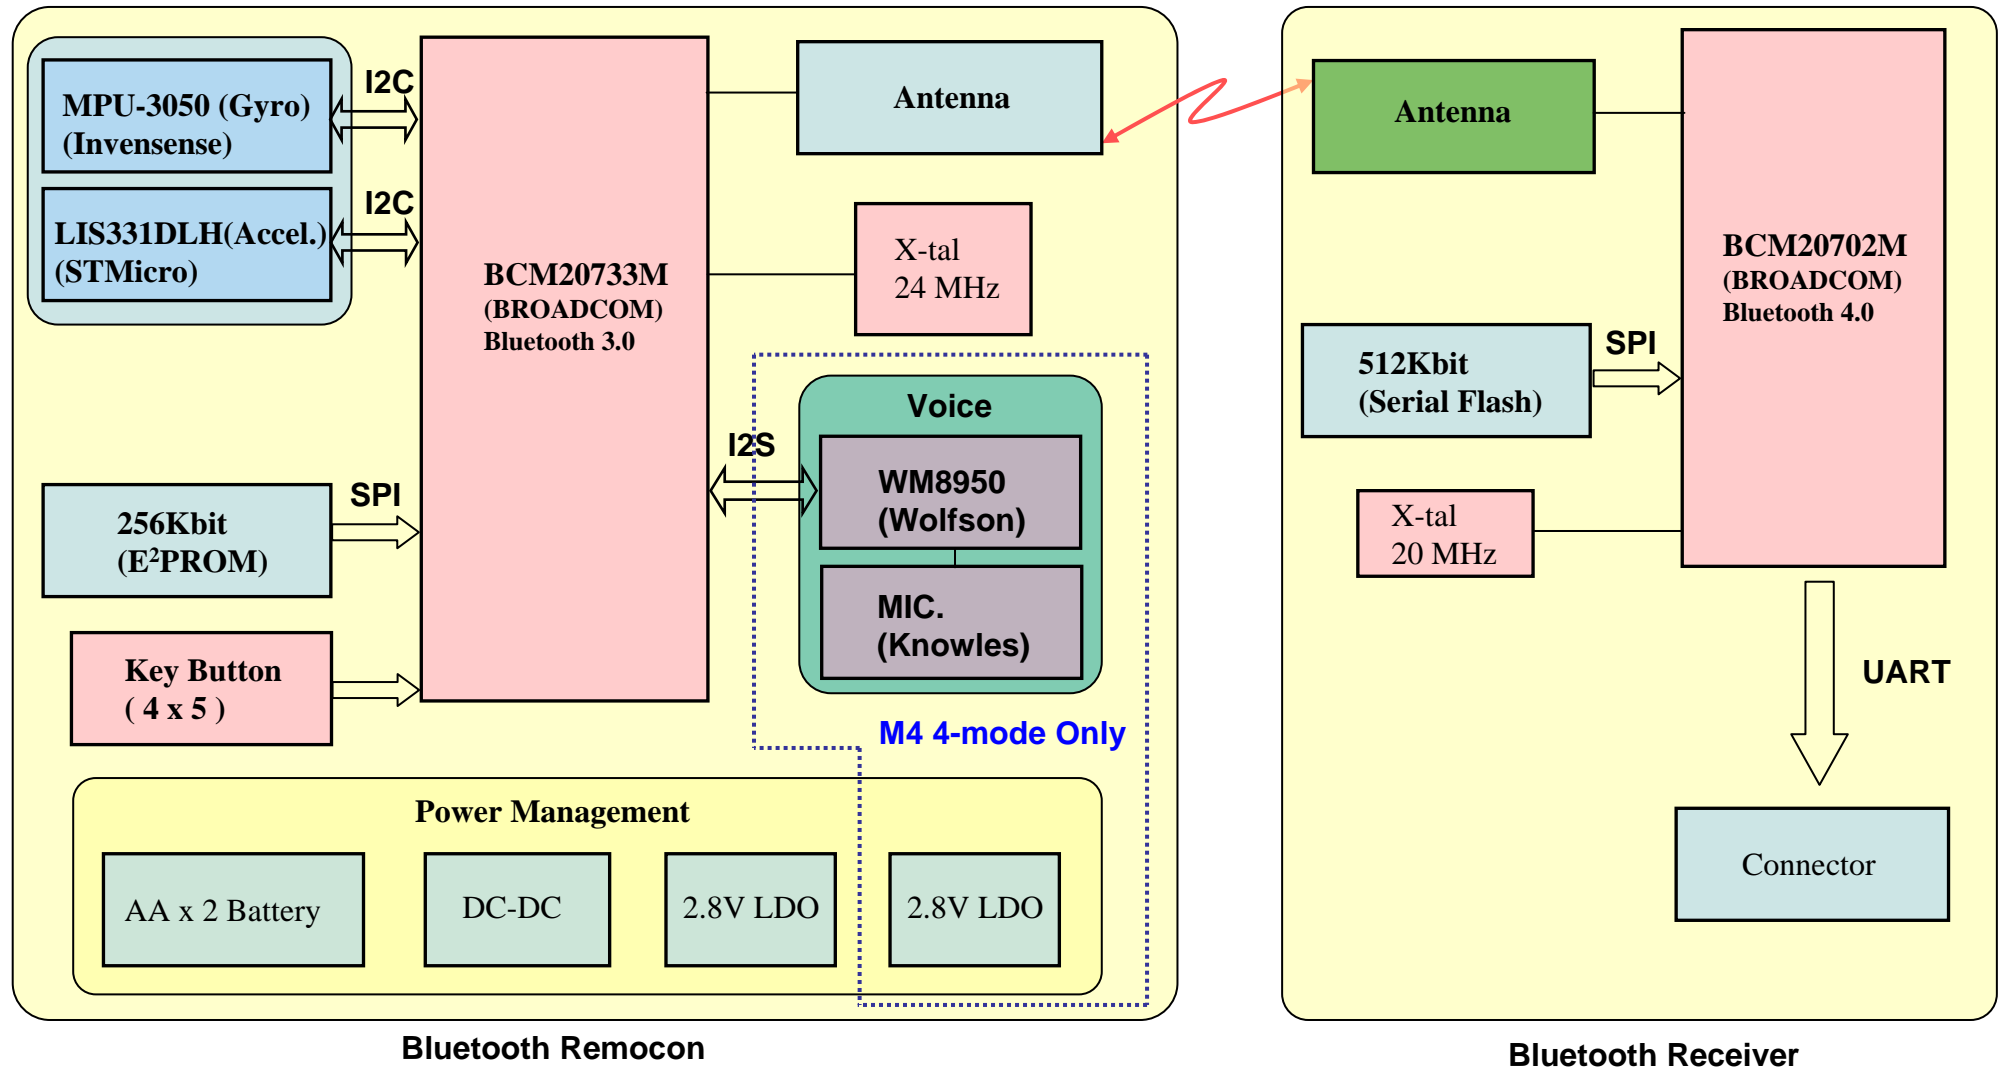 MPU-3050 (Gyro)
(Invensense)
I2C
LIS331DLH(Accel.)
(STMicro)
I2C
BCM20733M
(BROADCOM)
Bluetooth 3.0
Antenna
X-tal
24 MHz
Voice
I2S
WM8950
(Wolfson)
MIC.
(Knowles)
M4 4-mode Only
256Kbit
(E²PROM)
SPI
Key Button
( 4 x 5 )
Power Management
AA x 2 Battery
DC-DC
2.8V LDO
2.8V LDO
Bluetooth Remocon
Antenna
BCM20702M
(BROADCOM)
Bluetooth 4.0
512Kbit
(Serial Flash)
SPI
X-tal
20 MHz
UART
Connector
Bluetooth Receiver